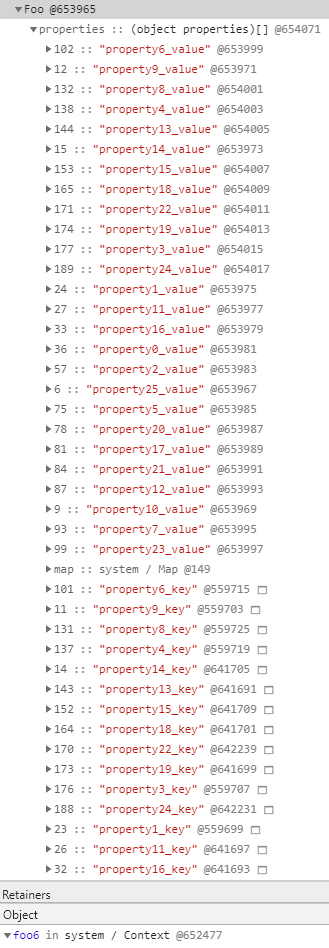 Foo @653965
properties :: (object properties)[] @654071
102 :: "property6_value" @653999
12 :: "property9_value" @653971
132 :: "property8_value" @654001
138 :: "property4_value" @654003
144 :: "property13_value" @654005
15 :: "property14_value" @653973
153 :: "property15_value" @654007
165 :: "property18_value" @654009
171 :: "property22_value" @654011
174 :: "property19_value" @654013
177 :: "property3_value" @654015
189 :: "property24_value" @654017
24 :: "property1_value" @653975
27 :: "property11_value" @653977
33 :: "property16_value" @653979
36 :: "property0_value" @653981
57 :: "property2_value" @653983
6 :: "property25_value" @653967
75 :: "property5_value" @653985
78 :: "property20_value" @653987
81 :: "property17_value" @653989
84 :: "property21_value" @653991
87 :: "property12_value" @653993
9 :: "property10_value" @653969
93 :: "property7_value" @653995
99 :: "property23_value" @653997
map :: system / Map @149
101 :: "property6_key" @559715
11 :: "property9_key" @559703
131 :: "property8_key" @559725
137 :: "property4_key" @559719
14 :: "property14_key" @641705
143 :: "property13_key" @641691
152 :: "property15_key" @641709
164 :: "property18_key" @641701
170 :: "property22_key" @642239
173 :: "property19_key" @641699
176 :: "property3_key" @559707
188 :: "property24_key" @642231
23 :: "property1_key" @559699
26 :: "property11_key" @641697
32 :: "property16_key" @641693
Retainers
Object
foo6 in system / Context @652477